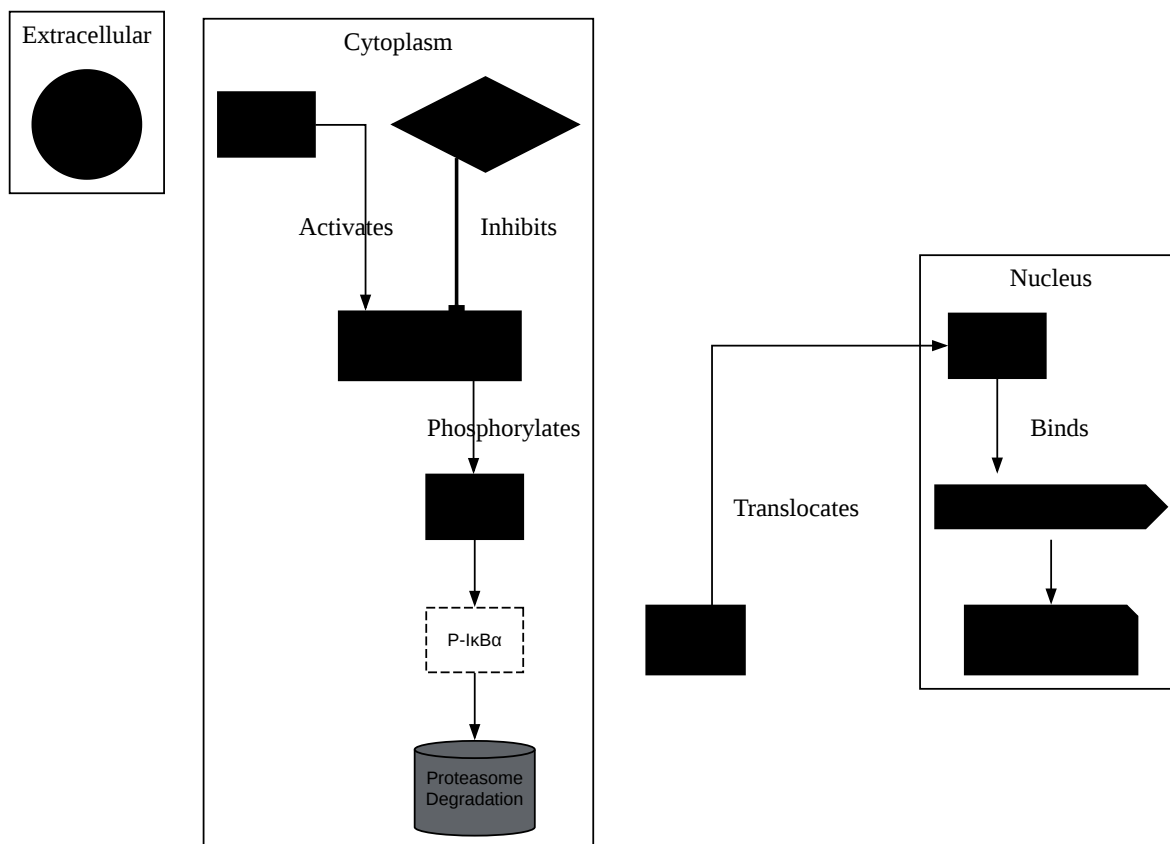 Extracellular
Cytoplasm
Activates
Inhibits
Nucleus
Phosphorylates
Binds
Translocates
P-IκBα
Proteasome
Degradation